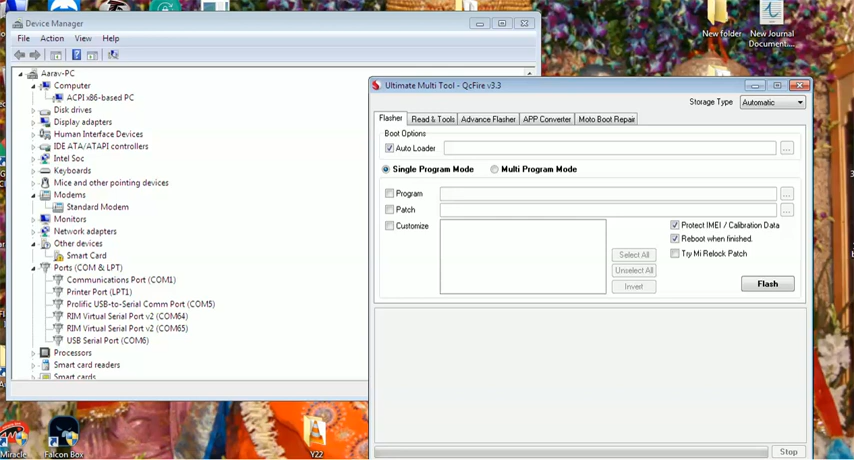 Device Manager
File Action View Help
Aarav-PC
Computer
ACPI x86-based PC
Disk drives
Display adapters
Human Interface Devices
IDE ATA/ATAPI controllers
Intel Soc
Keyboards
Mice and other pointing devices
Modems
Standard Modem
Monitors
Network adapters
Other devices
Smart Card
Ports (COM & LPT)
Communications Port (COM1)
Printer Port (LPT1)
Prolific USB-to-Serial Comm Port (COM5)
RIM Virtual Serial Port v2 (COM64)
RIM Virtual Serial Port v2 (COM65)
USB Serial Port (COM6)
Processors
Smart card readers
Smart cards
New folder
New Journal
Document....
Ultimate Multi Tool - QcFire v3.3
Storage Type Automatic
Flasher Read & Tools Advance Flasher APP Converter Moto Boot Repair
Boot Options
Auto Loader ...
Single Program Mode Multi Program Mode
Program ...
Patch ...
Customize
Select All
Unselect All
Invert
Protect IMEI / Calibration Data
Reboot when finished.
Try Mi Relock Patch
Flash
Stop
Miracle
Falcon Box
Y22